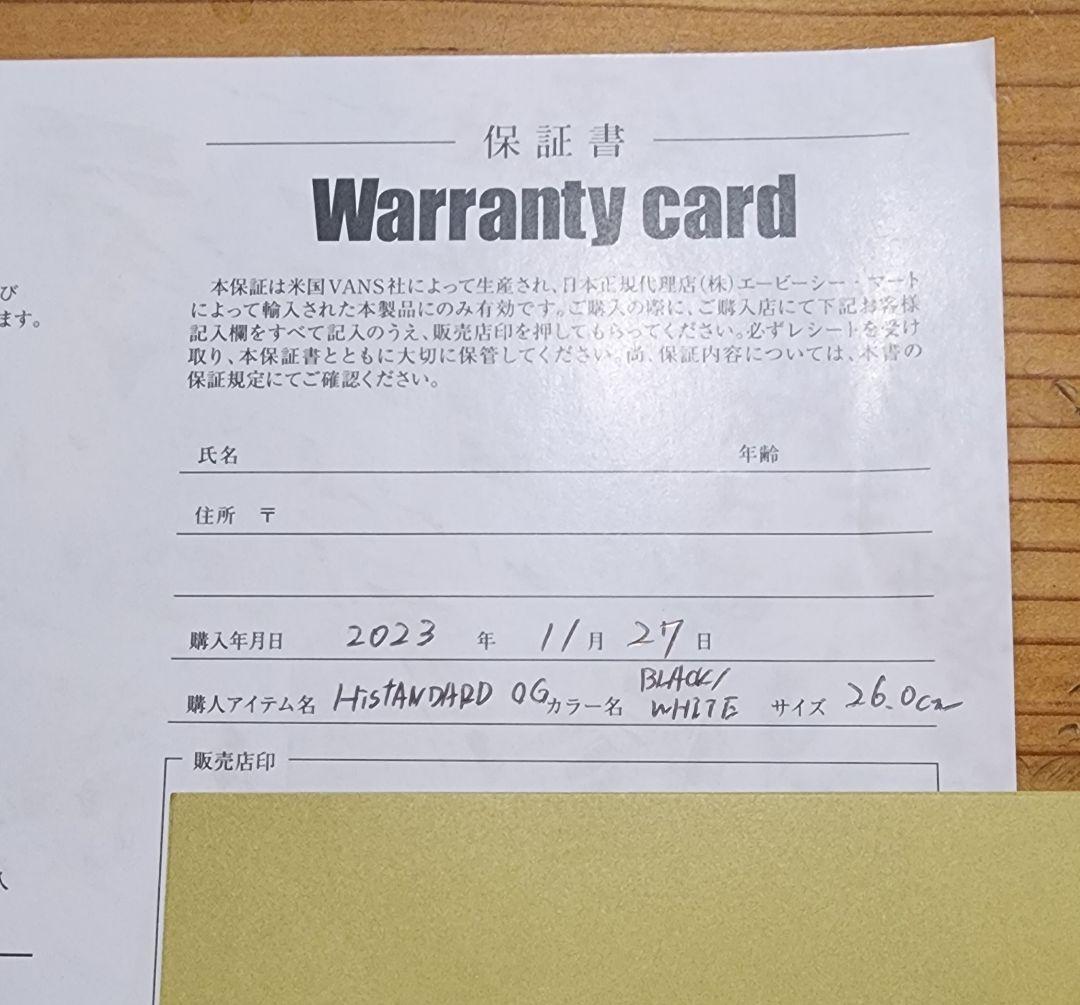 保証書
Warranty card
び
ます。
本保証は米国VANS社によって生産され、日本正規代理店(株)エービーシー・マート
によって輸入された本製品にのみ有効です。ご購入の際に、ご購入店にて下記お客様
記入欄をすべて記入のうえ、販売店印を押してもらってください。必ずレシートを受け
取り、本保証書とともに大切に保管してください。尚、保証内容については、本書の
保証規定にてご確認ください。
氏名 年齢
住所 〒
購入年月日 2023 年 11 月 27 日
購入アイテム名 HiSTANDARD OG カラー名 BLACK/
WHITE サイズ 26.0cm
販売店印